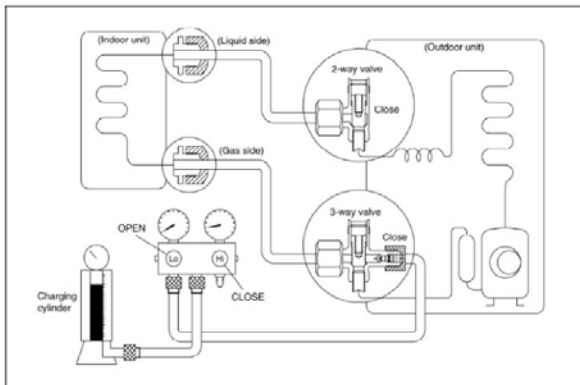 (Indoor unit)
(Liquid side)
(Outdoor unit)
2-way valve
Close
(Gas side)
3-way valve
Close
OPEN
Lo
Hi
CLOSE
Charging
cylinder